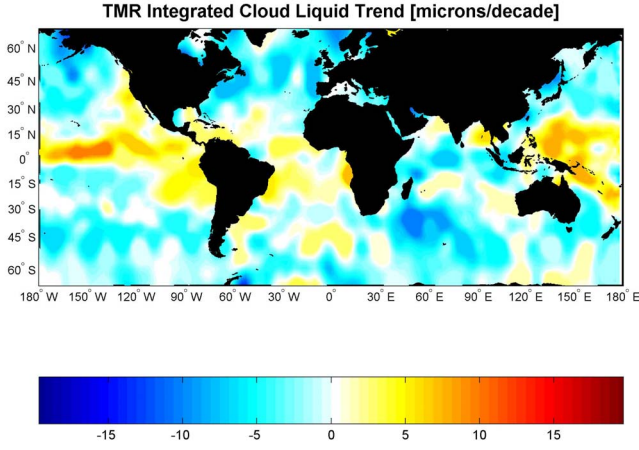 TMR Integrated Cloud Liquid Trend [microns/decade]
60° N
45° N
30° N
15° N
0°
15° S
30° S
45° S
60° S
180° W 150° W 120° W 90° W 60° W 30° W 0° 30° E 60° E 90° E 120° E 150° E 180° E
-15 -10 -5 0 5 10 15